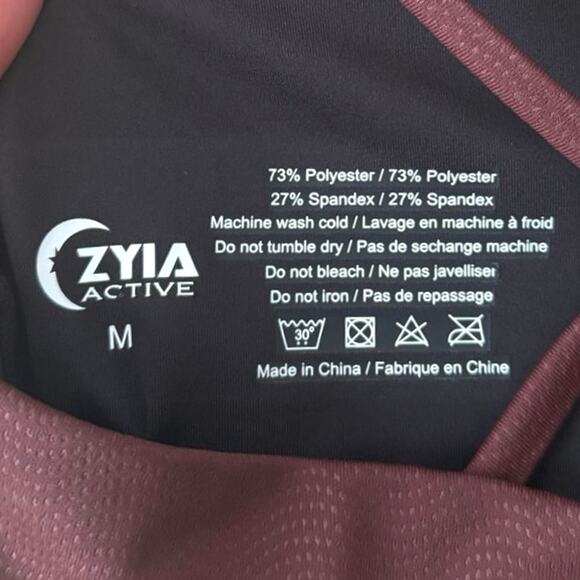 73% Polyester / 73% Polyester
27% Spandex / 27% Spandex
Machine wash cold / Lavage en machine à froid
Do not tumble dry / Pas de sechange machine
Do not bleach / Ne pas javelliser
Do not iron / Pas de repassage
30°
Made in China / Fabrique en Chine
ZYIA
ACTIVE
M